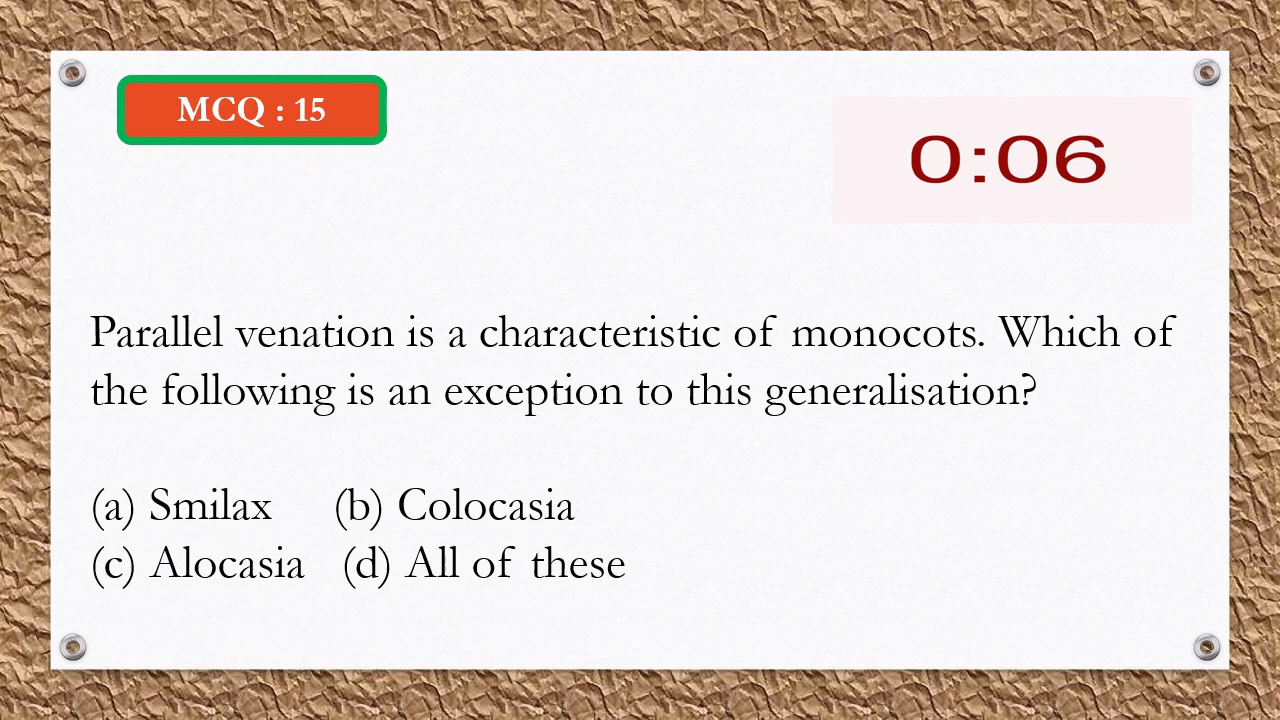 MCQ : 15
0:06
Parallel venation is a characteristic of monocots. Which of
the following is an exception to this generalisation?
(a) Smilax (b) Colocasia
(c) Alocasia (d) All of these